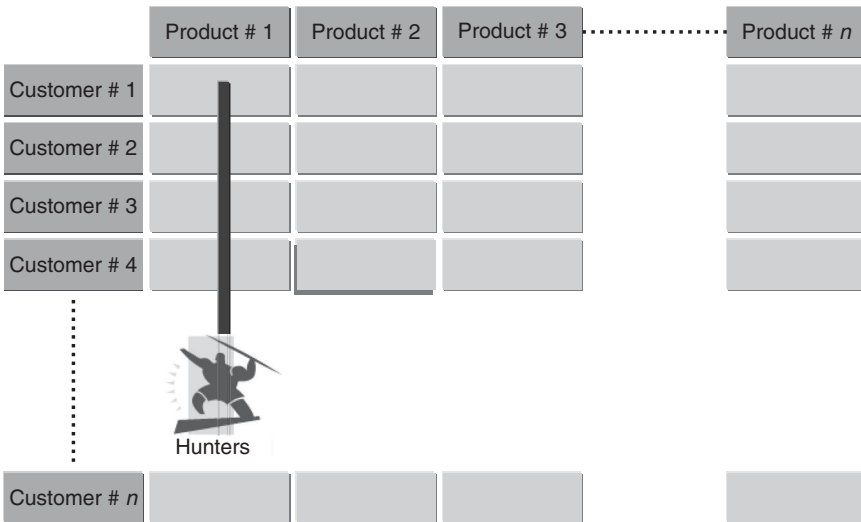 Product # 1
Product # 2
Product # 3
Product # n
Customer # 1
Customer # 2
Customer # 3
Customer # 4
Hunters
Customer # n